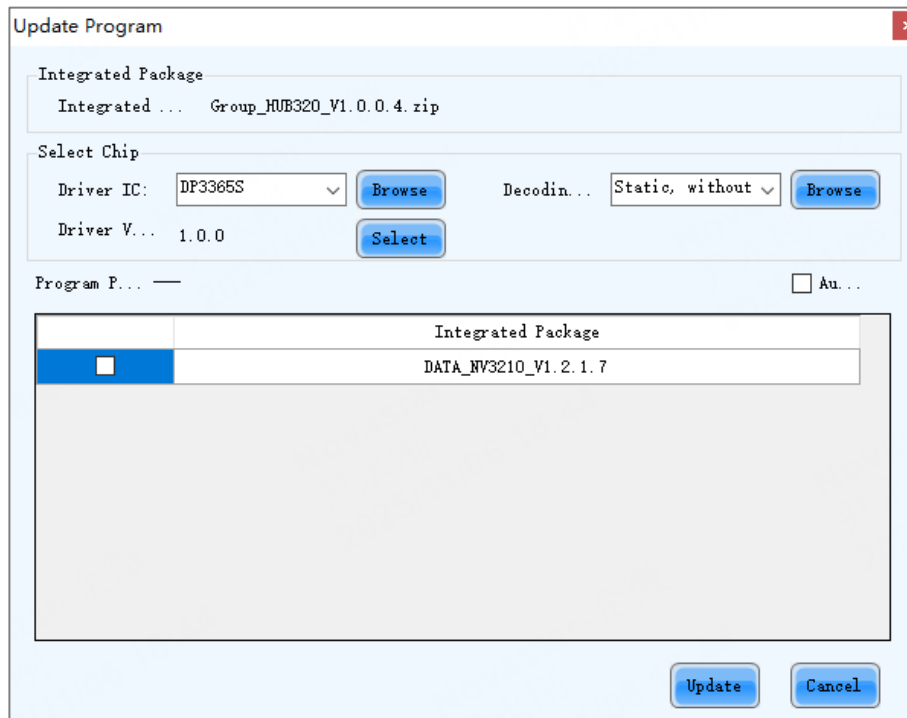 Update Program
Integrated Package
Integrated ... Group_HUB320_V1.0.0.4.zip
Select Chip
Driver IC: DP3365S Browse Decodin... Static, without Browse
Driver V... 1.0.0 Select
Program P... Au...
Integrated Package
DATA_NV3210_V1.2.1.7
Update Cancel